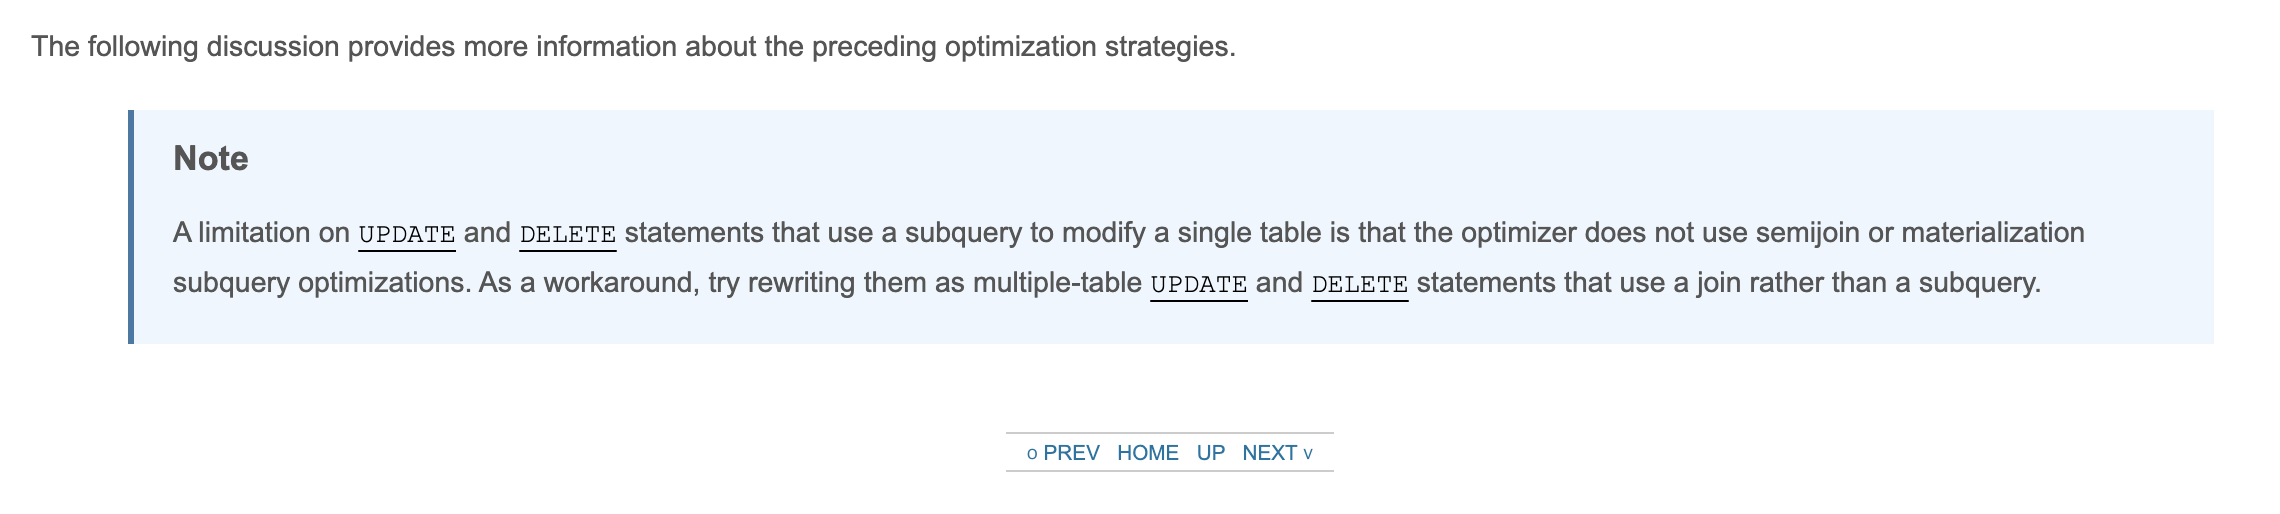 The following discussion provides more information about the preceding optimization strategies.
Note
A limitation on UPDATE and DELETE statements that use a subquery to modify a single table is that the optimizer does not use semijoin or materialization
subquery optimizations. As a workaround, try rewriting them as multiple-table UPDATE and DELETE statements that use a join rather than a subquery.
o PREV HOME UP NEXT v